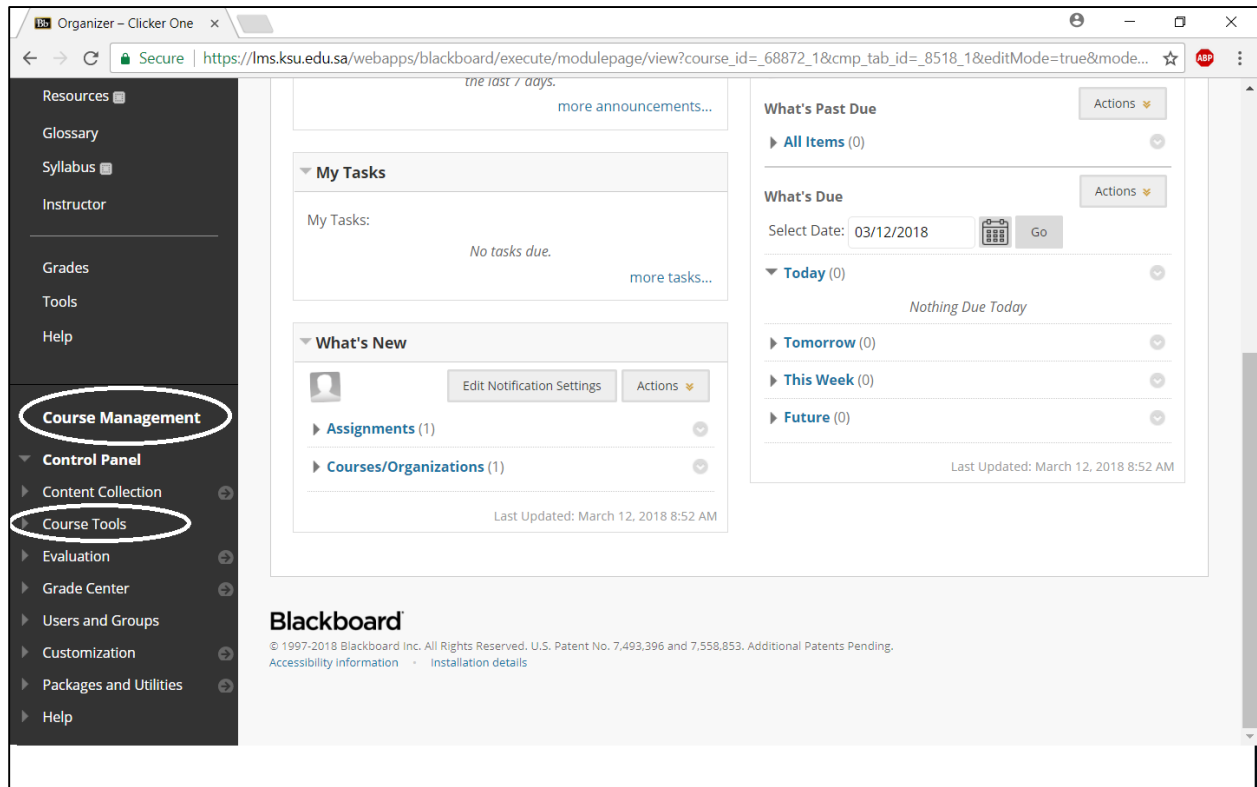 Organizer – Clicker One
Secure | https://lms.ksu.edu.sa/webapps/blackboard/execute/modulepage/view?course_id=_68872_1&cmp_tab_id=_8518_1&editMode=true&mode...
ABP
Resources
Glossary
Syllabus
Instructor
Grades
Tools
Help
Course Management
Control Panel
Content Collection
Course Tools
Evaluation
Grade Center
Users and Groups
Customization
Packages and Utilities
Help
the last 7 days.
more announcements...
My Tasks
My Tasks:
No tasks due.
more tasks...
What's New
Edit Notification Settings Actions
Assignments (1)
Courses/Organizations (1)
Last Updated: March 12, 2018 8:52 AM
What's Past Due Actions
All Items (0)
What's Due Actions
Select Date: 03/12/2018 Go
Today (0)
Nothing Due Today
Tomorrow (0)
This Week (0)
Future (0)
Last Updated: March 12, 2018 8:52 AM
Blackboard
© 1997-2018 Blackboard Inc. All Rights Reserved. U.S. Patent No. 7,493,396 and 7,558,853. Additional Patents Pending.
Accessibility information · Installation details